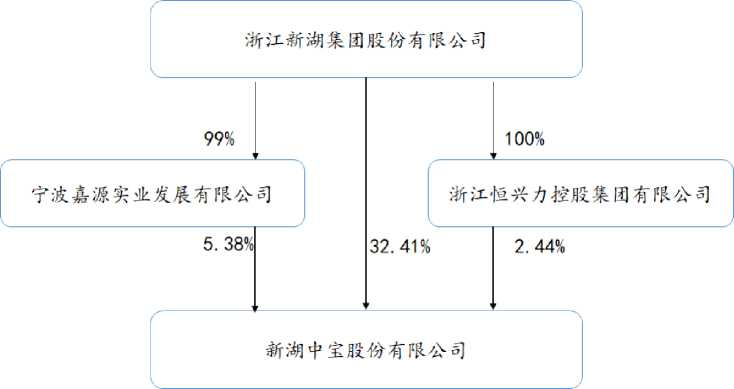 浙江新湖集团股份有限公司
99%
100%
宁波嘉源实业发展有限公司
浙江恒兴力控股集团有限公司
5.38%
32.41%
2.44%
新湖中宝股份有限公司